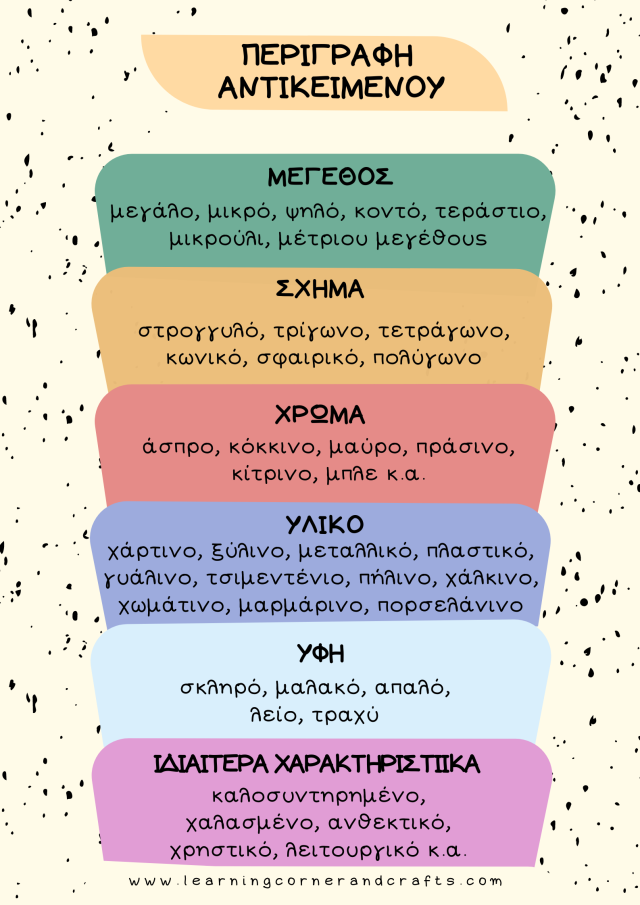 ΠΕΡΙΓΡΑΦΗ
ΑΝΤΙΚΕΙΜΕΝΟΥ
ΜΕΓΕΘΟΣ
μεγάλο, μικρό, ψηλό, κοντό, τεράστιο,
μικρούλι, μέτριου μεγέθους
ΣΧΗΜΑ
στρογγυλό, τρίγωνο, τετράγωνο,
κωνικό, σφαιρικό, πολύγωνο
ΧΡΩΜΑ
άσπρο, κόκκινο, μαύρο, πράσινο,
κίτρινο, μπλε κ.α.
ΥΛΙΚΟ
χάρτινο, ξύλινο, μεταλλικό, πλαστικό,
γυάλινο, τσιμεντένιο, πήλινο, χάλκινο,
χωμάτινο, μαρμάρινο, πορσελάνινο
ΥΦΗ
σκληρό, μαλακό, απαλό,
λείο, τραχύ
ΙΔΙΑΙΤΕΡΑ ΧΑΡΑΚΤΗΡΙΣΤΙΚΑ
καλοσυντηρημένο,
χαλασμένο, ανθεκτικό,
χρηστικό, λειτουργικό κ.α.
www.learningcornerandcrafts.com